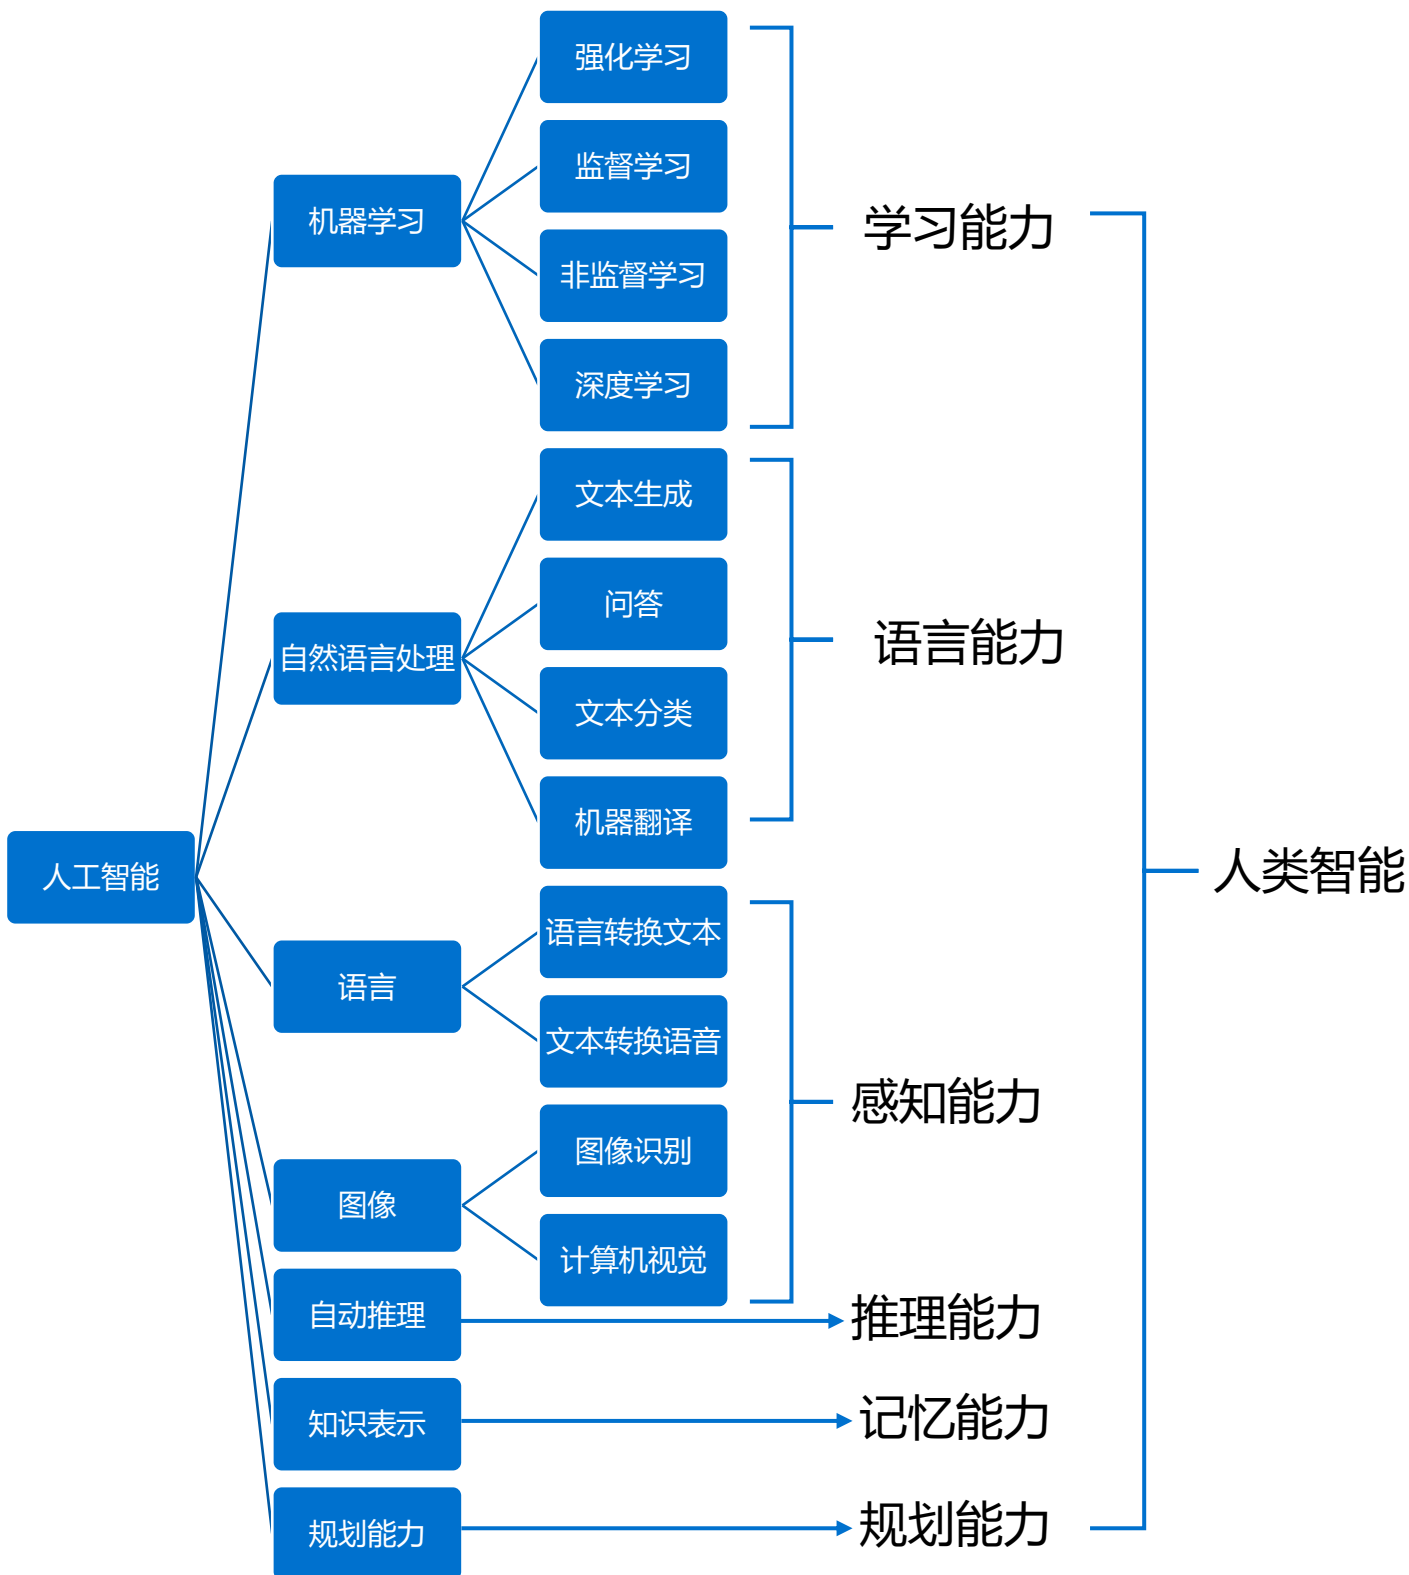 强化学习
监督学习
机器学习
学习能力
非监督学习
深度学习
文本生成
问答
自然语言处理
语言能力
文本分类
机器翻译
人工智能
人类智能
语言转换文本
语言
文本转换语音
感知能力
图像识别
图像
计算机视觉
自动推理
推理能力
知识表示
记忆能力
规划能力
规划能力